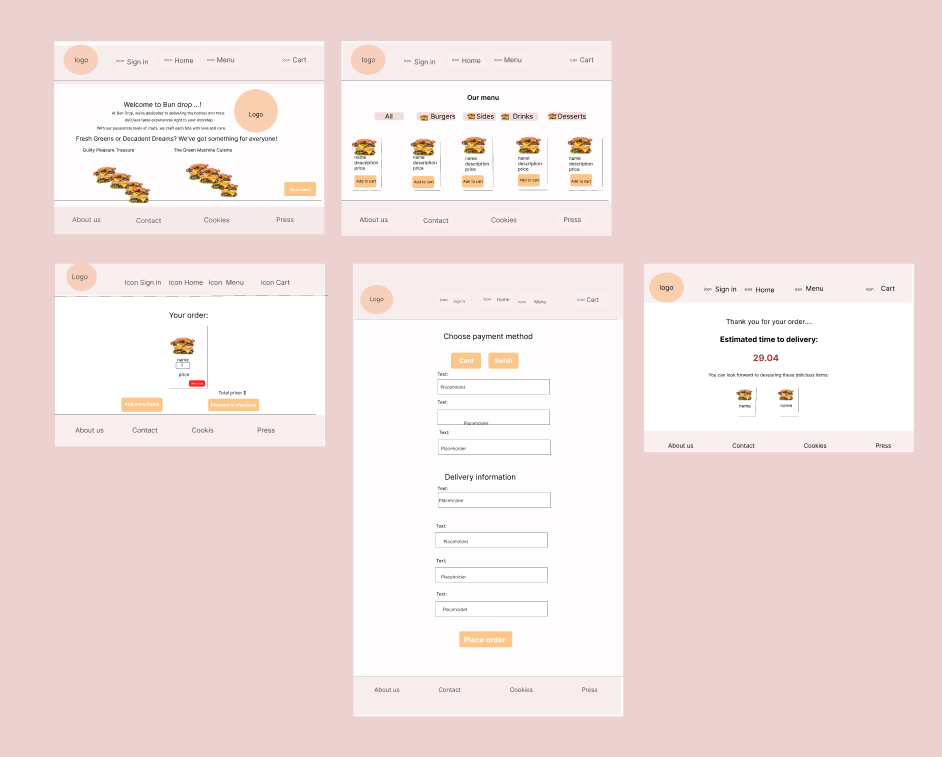 logo
icon Sign in icon Home icon Menu icon Cart
Welcome to Bun drop ...!
At Bun Drop, we're dedicated to delivering the hottest and most
delicious taste experiences right to your doorstep.
With our passionate team of chefs, we craft each bite with love and care.
Logo
Fresh Greens or Decadent Dreams? We've got something for everyone!
Guilty Pleasure Treasure The Green Machine Cuisine
About us Contact Cookies Press
logo
icon Sign in icon Home icon Menu icon Cart
Our menu
All Burgers Sides Drinks Desserts
name name name name name
description description description description description
price price price price price
Add to cart Add to cart Add to cart Add to cart Add to cart
About us Contact Cookies Press
Logo
icon Sign in icon Home icon Menu icon Cart
Your order:
name
1
price
Total price: $
Add more items Proceed to checkout
About us Contact Cookis Press
Logo
icon Sign in icon Home icon Menu icon Cart
Choose payment method
Card Swish
Text:
Placeholder
Text:
Placeholder
Text:
Placeholder
Delivery information
Text:
Placeholder
Text:
Placeholder
Text:
Placeholder
Text:
Placeholder
Place order
About us Contact Cookies Press
logo
icon Sign in icon Home icon Menu icon Cart
Thank you for your order....
Estimated time to delivery:
29.04
You can look forward to devouring these delicious items:
name name
About us Contact Cookies Press